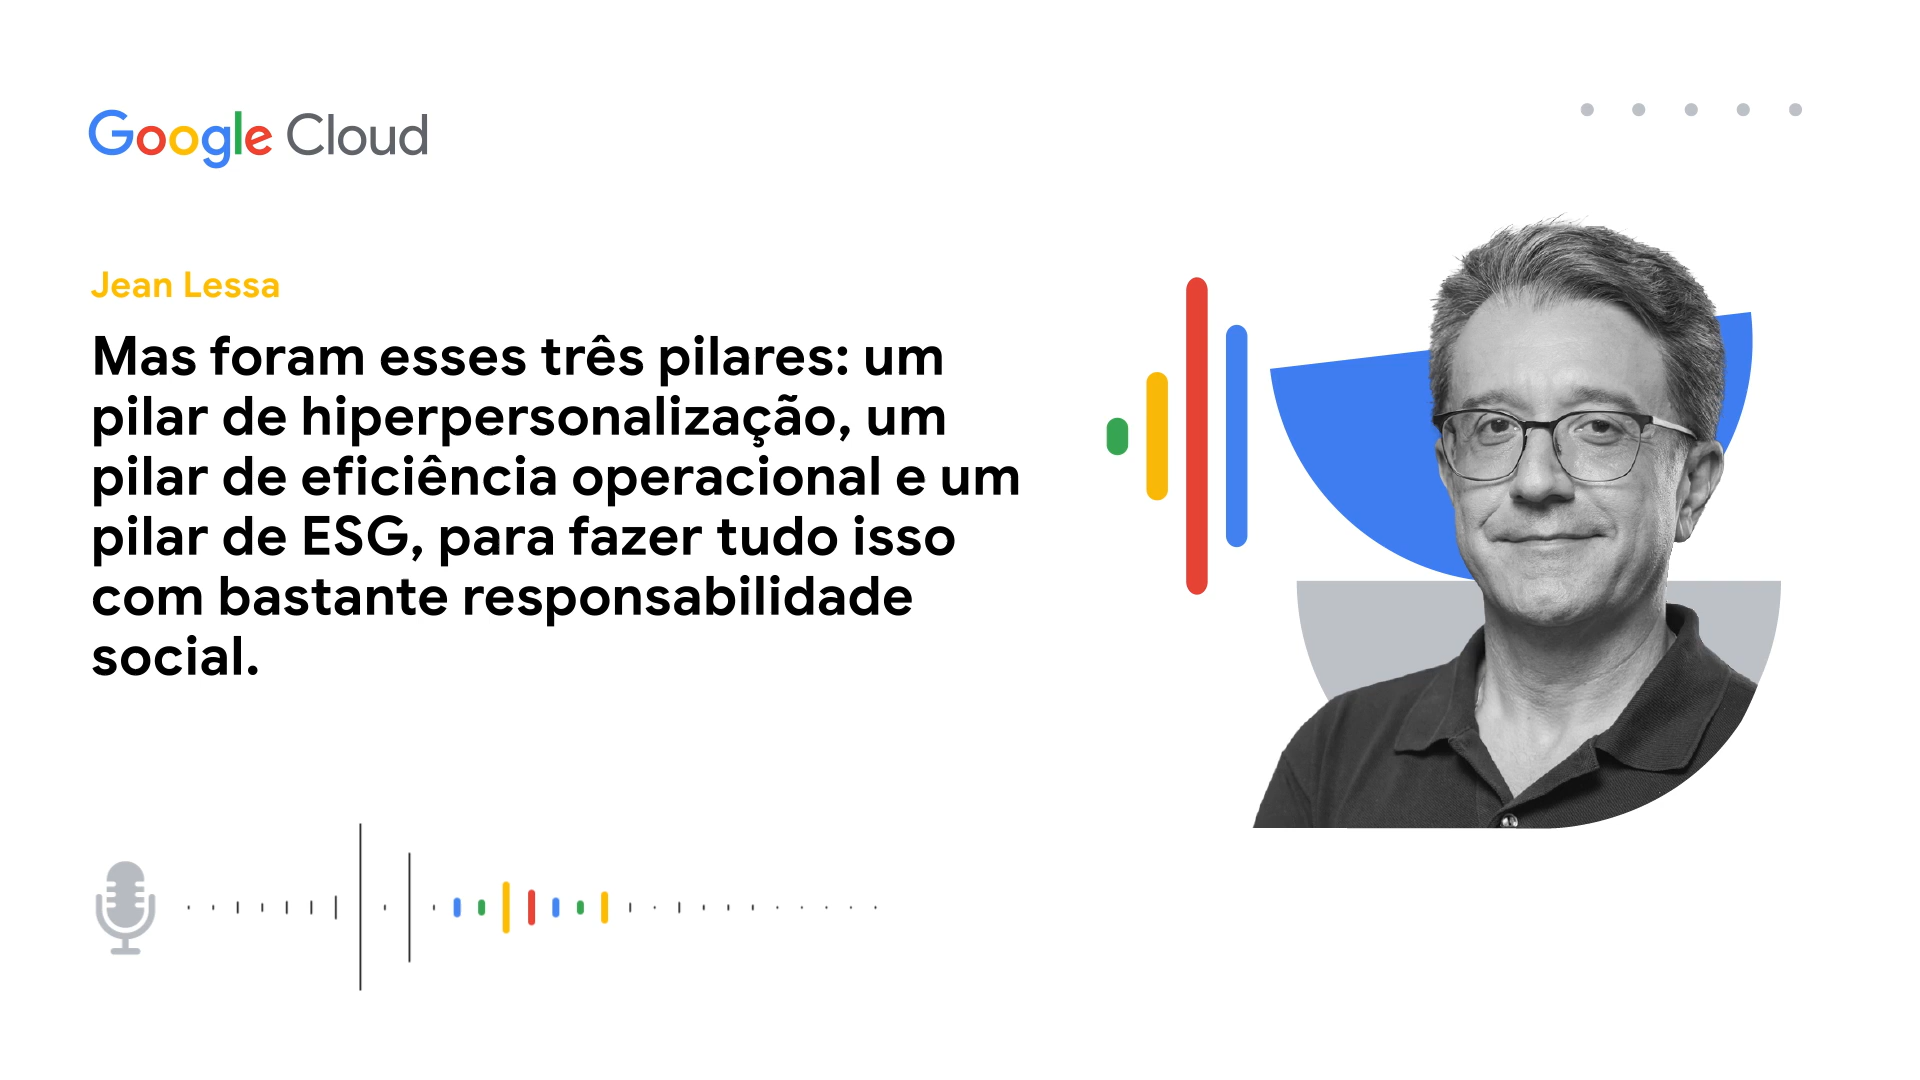 Google Cloud
Jean Lessa
Mas foram esses três pilares: um
pilar de hiperpersonalização, um
pilar de eficiência operacional e um
pilar de ESG, para fazer tudo isso
com bastante responsabilidade
social.